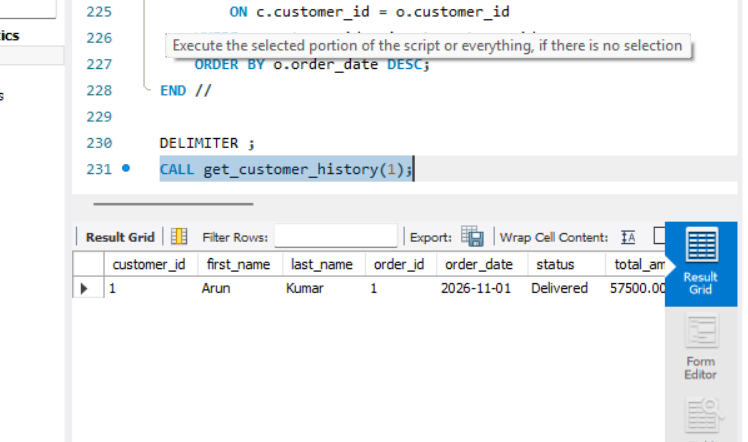 225 ON c.customer_id = o.customer_id
ics
226
Execute the selected portion of the script or everything, if there is no selection
227 ORDER BY o.order_date DESC;
s
228 END //
229
230 DELIMITER ;
231 CALL get_customer_history(1);
Result Grid Filter Rows: Export: Wrap Cell Content: IA
customer_id first_name last_name order_id order_date status total_am
1 Arun Kumar 1 2026-11-01 Delivered 57500.00
Result
Grid
Form
Editor